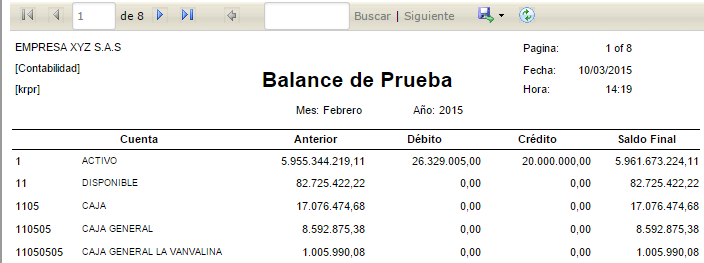 1 de 8 Buscar | Siguiente
EMPRESA XYZ S.A.S Pagina: 1 of 8
[Contabilidad] Fecha: 10/03/2015
Balance de Prueba
[krpr] Hora: 14:19
Mes: Febrero Año: 2015
Cuenta Anterior Débito Crédito Saldo Final
1 ACTIVO 5.955.344.219,11 26.329.005,00 20.000.000,00 5.961.673.224,11
11 DISPONIBLE 82.725.422,22 0,00 0,00 82.725.422,22
1105 CAJA 17.076.474,68 0,00 0,00 17.076.474,68
110505 CAJA GENERAL 8.592.875,38 0,00 0,00 8.592.875,38
11050505 CAJA GENERAL LA VANVALINA 1.005.990,08 0,00 0,00 1.005.990,08